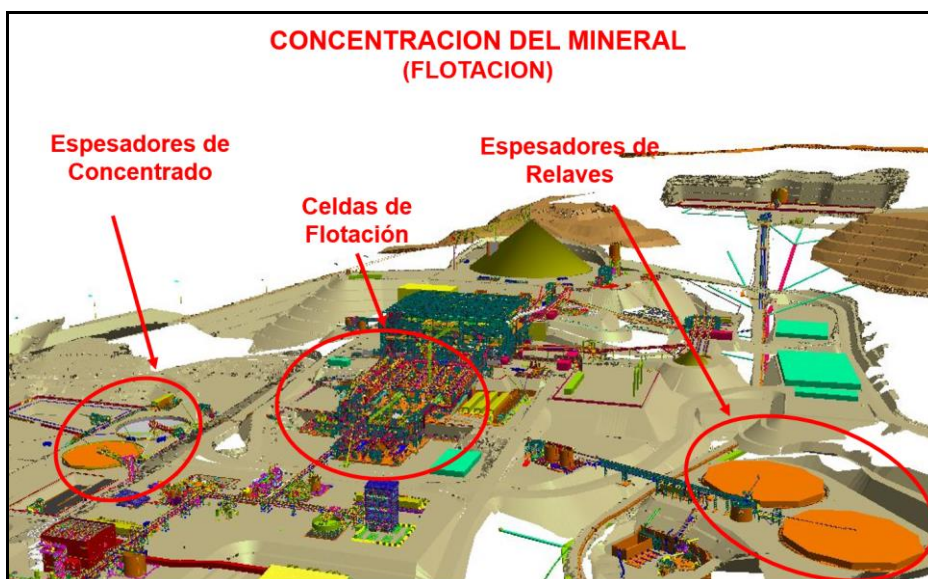 CONCENTRACION DEL MINERAL
(FLOTACION)
Espesadores de
Concentrado
Celdas de
Flotación
Espesadores de
Relaves